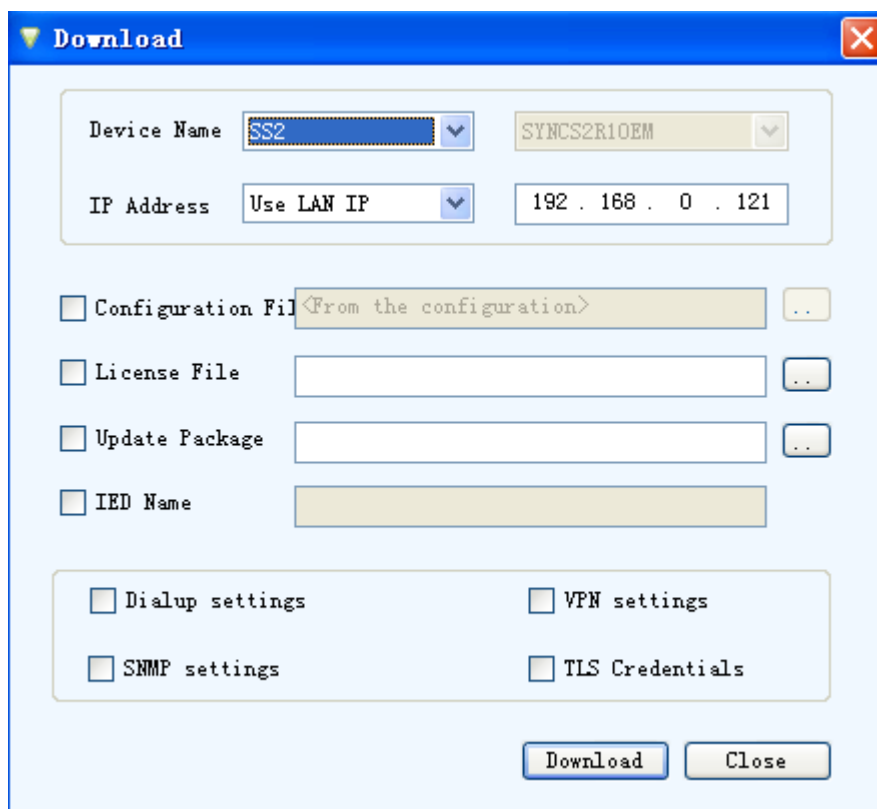 Download
Device Name SS2 SYNCS2R1OEM
IP Address Use LAN IP 192 . 168 . 0 . 121
Configuration Fil <From the configuration> ..
License File ..
Update Package ..
IED Name
Dialup settings VPN settings
SNMP settings TLS Credentials
Download Close